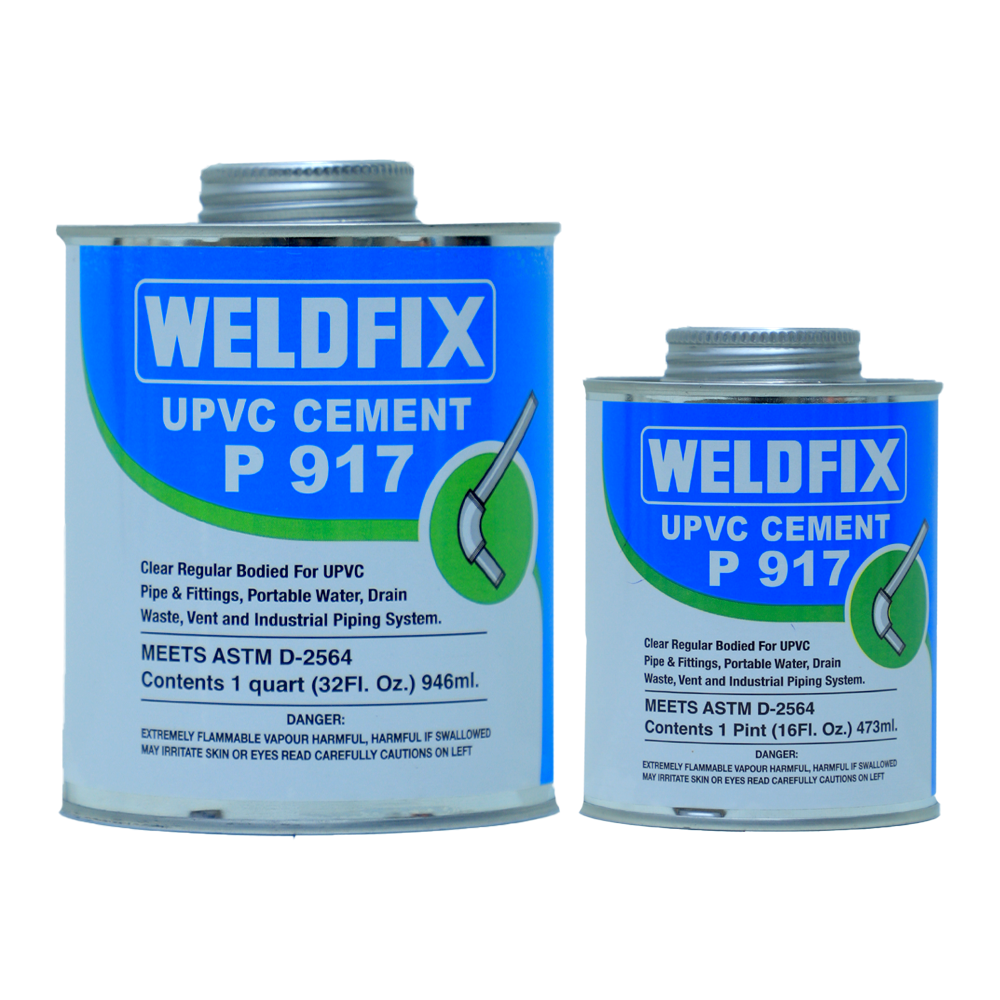 WELDFIX
UPVC CEMENT
P 917
Clear Regular Bodied For UPVC
Pipe & Fittings, Portable Water, Drain
Waste, Vent and Industrial Piping System.
MEETS ASTM D-2564
Contents 1 quart (32Fl. Oz.) 946ml.
DANGER:
EXTREMELY FLAMMABLE VAPOUR HARMFUL, HARMFUL IF SWALLOWED
MAY IRRITATE SKIN OR EYES READ CAREFULLY CAUTIONS ON LEFT
WELDFIX
UPVC CEMENT
P 917
Clear Regular Bodied For UPVC
Pipe & Fittings, Portable Water, Drain
Waste, Vent and Industrial Piping System.
MEETS ASTM D-2564
Contents 1 Pint (16Fl. Oz.) 473ml.
DANGER:
EXTREMELY FLAMMABLE VAPOUR HARMFUL, HARMFUL IF SWALLOWED
MAY IRRITATE SKIN OR EYES READ CAREFULLY CAUTIONS ON LEFT